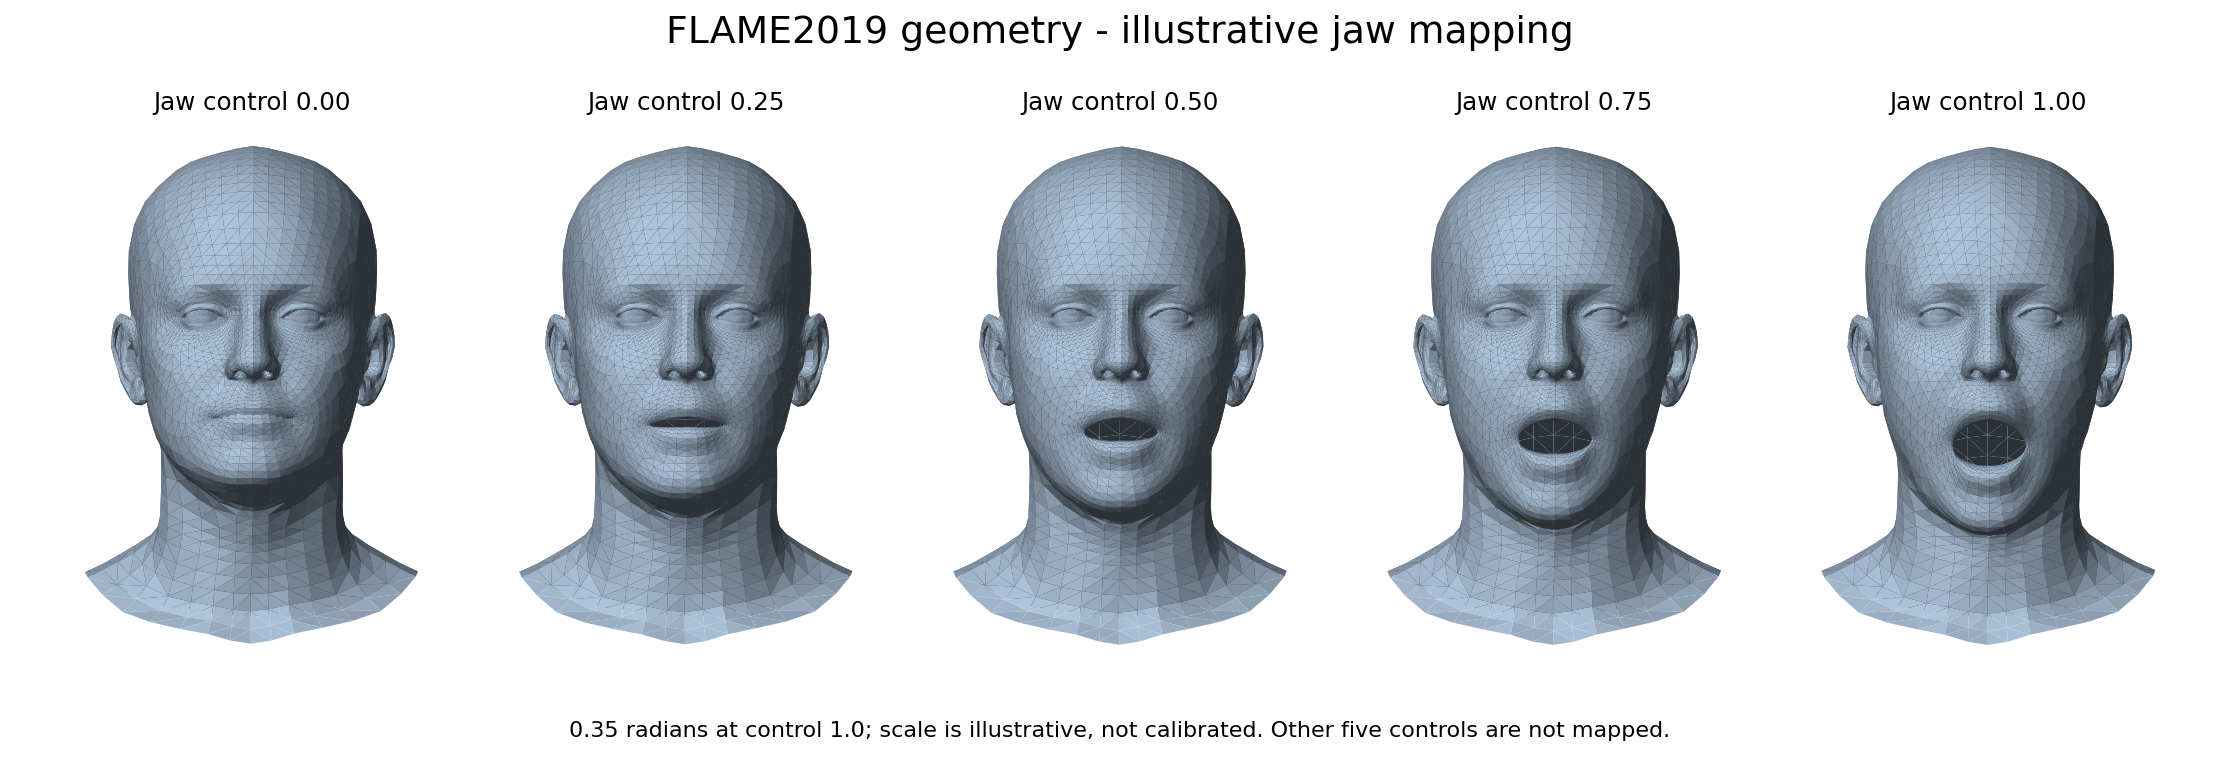 FLAME2019 geometry - illustrative jaw mapping
Jaw control 0.00
Jaw control 0.25
Jaw control 0.50
Jaw control 0.75
Jaw control 1.00
0.35 radians at control 1.0; scale is illustrative, not calibrated. Other five controls are not mapped.